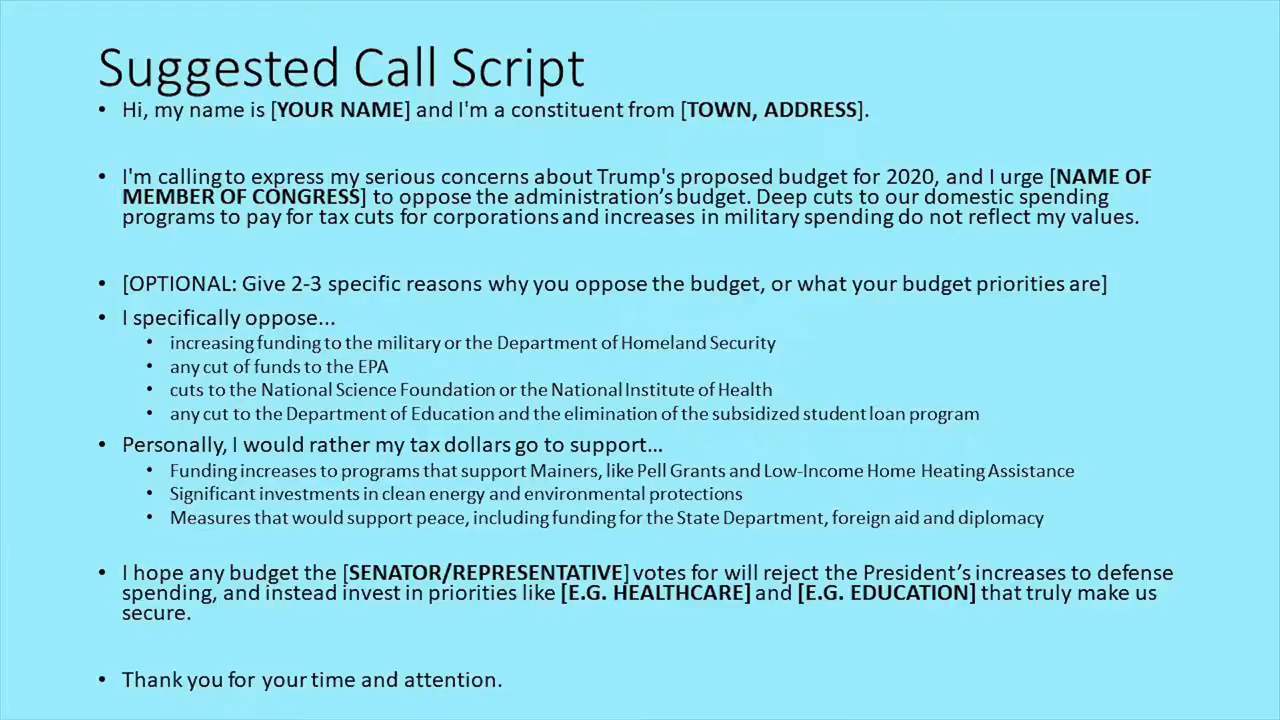 Suggested Call Script
• Hi, my name is [YOUR NAME] and I'm a constituent from [TOWN, ADDRESS].
• I'm calling to express my serious concerns about Trump's proposed budget for 2020, and I urge [NAME OF
MEMBER OF CONGRESS] to oppose the administration’s budget. Deep cuts to our domestic spending
programs to pay for tax cuts for corporations and increases in military spending do not reflect my values.
• [OPTIONAL: Give 2-3 specific reasons why you oppose the budget, or what your budget priorities are]
• I specifically oppose...
• increasing funding to the military or the Department of Homeland Security
• any cut of funds to the EPA
• cuts to the National Science Foundation or the National Institute of Health
• any cut to the Department of Education and the elimination of the subsidized student loan program
• Personally, I would rather my tax dollars go to support…
• Funding increases to programs that support Mainers, like Pell Grants and Low-Income Home Heating Assistance
• Significant investments in clean energy and environmental protections
• Measures that would support peace, including funding for the State Department, foreign aid and diplomacy
• I hope any budget the [SENATOR/REPRESENTATIVE] votes for will reject the President’s increases to defense
spending, and instead invest in priorities like [E.G. HEALTHCARE] and [E.G. EDUCATION] that truly make us
secure.
• Thank you for your time and attention.